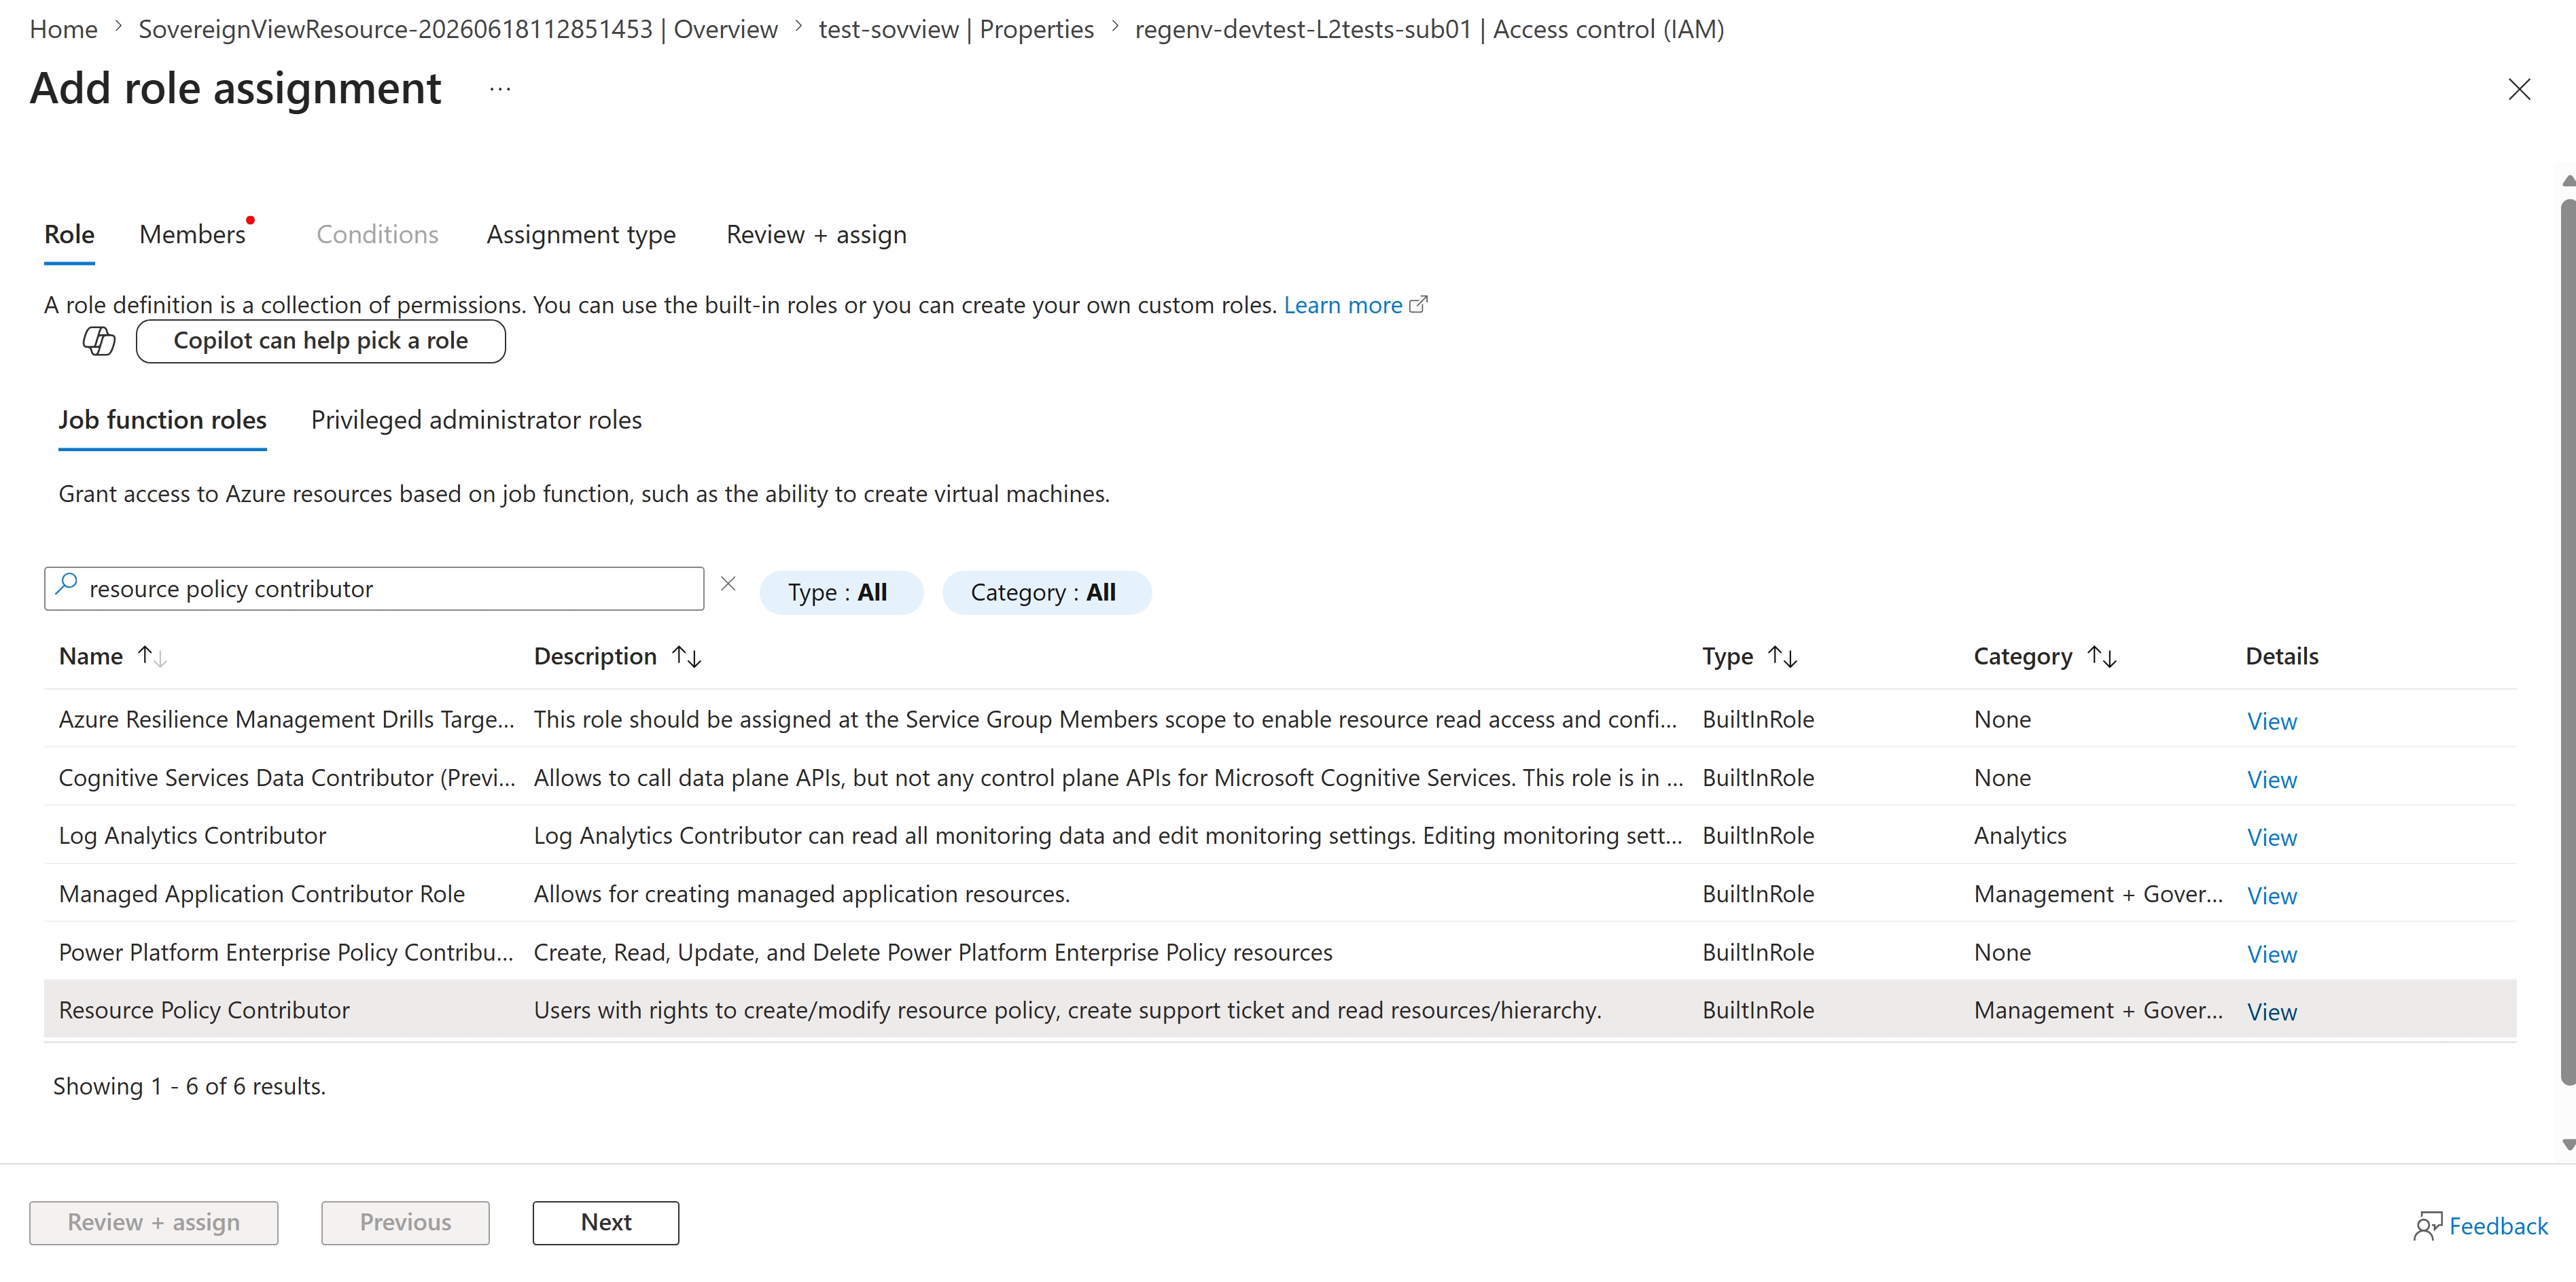 Home > SovereignViewResource-20260618112851453 | Overview > test-sovview | Properties > regenv-devtest-L2tests-sub01 | Access control (IAM)
Add role assignment ...
Role Members Conditions Assignment type Review + assign
A role definition is a collection of permissions. You can use the built-in roles or you can create your own custom roles. Learn more
Copilot can help pick a role
Job function roles Privileged administrator roles
Grant access to Azure resources based on job function, such as the ability to create virtual machines.
resource policy contributor Type : All Category : All
Name Description Type Category Details
Azure Resilience Management Drills Targe... This role should be assigned at the Service Group Members scope to enable resource read access and confi... BuiltInRole None View
Cognitive Services Data Contributor (Previ... Allows to call data plane APIs, but not any control plane APIs for Microsoft Cognitive Services. This role is in ... BuiltInRole None View
Log Analytics Contributor Log Analytics Contributor can read all monitoring data and edit monitoring settings. Editing monitoring sett... BuiltInRole Analytics View
Managed Application Contributor Role Allows for creating managed application resources. BuiltInRole Management + Gover... View
Power Platform Enterprise Policy Contribu... Create, Read, Update, and Delete Power Platform Enterprise Policy resources BuiltInRole None View
Resource Policy Contributor Users with rights to create/modify resource policy, create support ticket and read resources/hierarchy. BuiltInRole Management + Gover... View
Showing 1 - 6 of 6 results.
Review + assign Previous Next Feedback